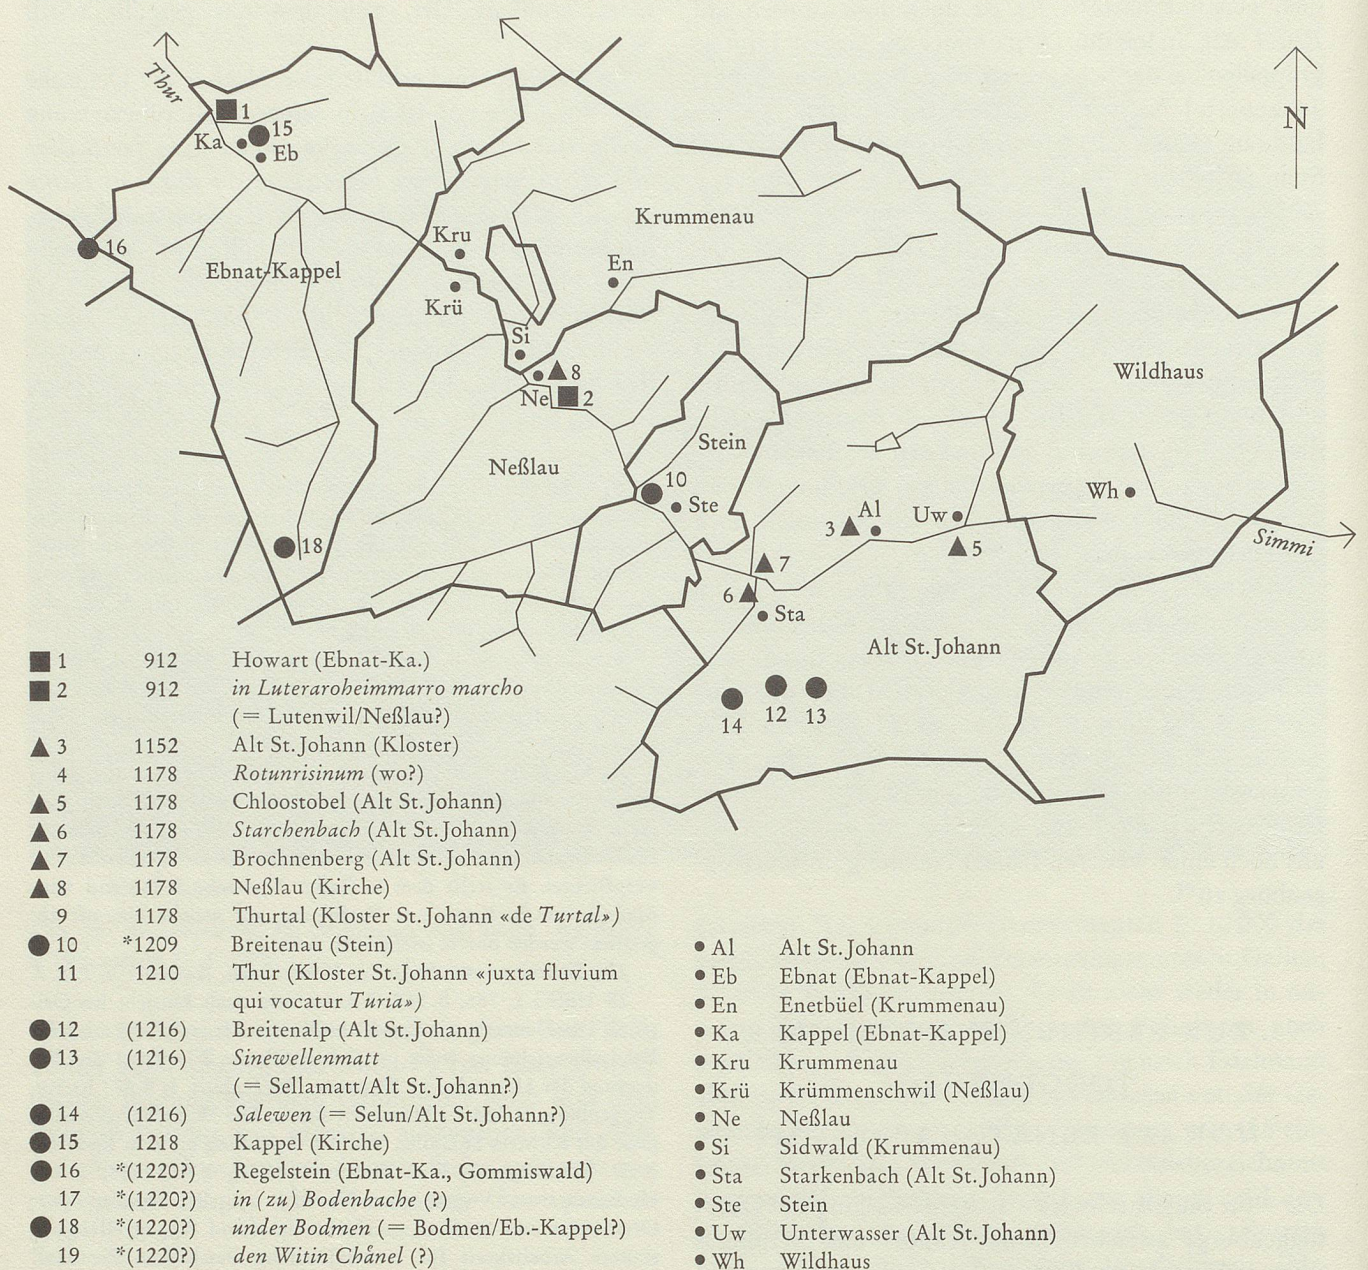 Thur
N
1
15
Ka
Eb
16
Kru
Krummenau
En
Ebnat-Kappel
Krü
Si
8
Ne
2
Wildhaus
Stein
Neßlau
10
Ste
Wh
3
Al
Uw
5
Simmi
18
7
6
Sta
Alt St. Johann
14
12
13
1 912 Howart (Ebnat-Ka.)
2 912 in Luteraroheimmarro marcho
(= Lutenwil/Neßlau?)
3 1152 Alt St. Johann (Kloster)
4 1178 Rotunrisinum (wo?)
5 1178 Chloostobel (Alt St. Johann)
6 1178 Starchenbach (Alt St. Johann)
7 1178 Brochnenberg (Alt St. Johann)
8 1178 Neßlau (Kirche)
9 1178 Thurtal (Kloster St. Johann «de Turtal»)
10 *1209 Breitenau (Stein)
11 1210 Thur (Kloster St. Johann «juxta fluvium
qui vocatur Turia»)
12 (1216) Breitenalp (Alt St. Johann)
13 (1216) Sinewellenmatt
(= Sellamatt/Alt St. Johann?)
14 (1216) Salewen (= Selun/Alt St. Johann?)
15 1218 Kappel (Kirche)
16 *(1220?) Regelstein (Ebnat-Ka., Gommiswald)
17 *(1220?) in (zu) Bodenbache (?)
18 *(1220?) under Bodmen (= Bodmen/Eb.-Kappel?)
19 *(1220?) den Witin Chånel (?)
• Al Alt St. Johann
• Eb Ebnat (Ebnat-Kappel)
• En Enetbüel (Krummenau)
• Ka Kappel (Ebnat-Kappel)
• Kru Krummenau
• Krü Krümmenschwil (Neßlau)
• Ne Neßlau
• Si Sidwald (Krummenau)
• Sta Starkenbach (Alt St. Johann)
• Ste Stein
• Uw Unterwasser (Alt St. Johann)
• Wh Wildhaus